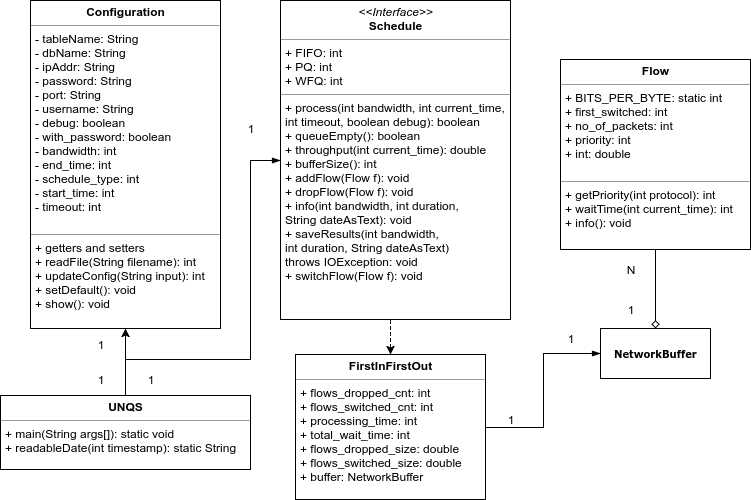 Configuration
- tableName: String
- dbName: String
- ipAddr: String
- password: String
- port: String
- username: String
- debug: boolean
- with_password: boolean
- bandwidth: int
- end_time: int
- schedule_type: int
- start_time: int
- timeout: int
+ getters and setters
+ readFile(String filename): int
+ updateConfig(String input): int
+ setDefault(): void
+ show(): void
<<Interface>>
Schedule
+ FIFO: int
+ PQ: int
+ WFQ: int
+ process(int bandwidth, int current_time,
int timeout, boolean debug): boolean
+ queueEmpty(): boolean
+ throughput(int current_time): double
+ bufferSize(): int
+ addFlow(Flow f): void
+ dropFlow(Flow f): void
+ info(int bandwidth, int duration,
String dateAsText): void
+ saveResults(int bandwidth,
int duration, String dateAsText)
throws IOException: void
+ switchFlow(Flow f): void
Flow
+ BITS_PER_BYTE: static int
+ first_switched: int
+ no_of_packets: int
+ priority: int
+ int: double
+ getPriority(int protocol): int
+ waitTime(int current_time): int
+ info(): void
1
1
1
1
UNQS
+ main(String args[]): static void
+ readableDate(int timestamp): static String
FirstInFirstOut
+ flows_dropped_cnt: int
+ flows_switched_cnt: int
+ processing_time: int
+ total_wait_time: int
+ flows_dropped_size: double
+ flows_switched_size: double
+ buffer: NetworkBuffer
1
1
N
1
NetworkBuffer